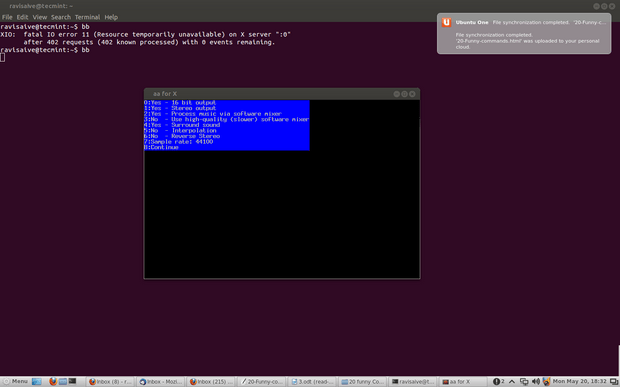 ravisaive@tecmint: ~
File Edit View Search Terminal Help
ravisaive@tecmint:~$ bb
XIO: fatal IO error 11 (Resource temporarily unavailable) on X server ":0"
after 402 requests (402 known processed) with 0 events remaining.
ravisaive@tecmint:~$ bb
Ubuntu One File synchronization completed. "20-Funny-c...
File synchronization completed.
'20-Funny-commands.html' was uploaded to your personal
cloud.
aa for X
0:Yes - 16 bit output
1:Yes - Stereo output
2:Yes - Process music via software mixer
3:No - Use high-quality (slower) software mixer
4:Yes - Surround sound
5:No - Interpolation
6:No - Reverse Stereo
7:Sample rate: 44100
8:Continue
Menu
Inbox (8) - r...
Inbox - Mozi...
Inbox (215) ...
20-Funny-co...
3.odt (read-...
20 funny Co...
ravisaive@t...
aa for X
2
Mon May 20, 18:32